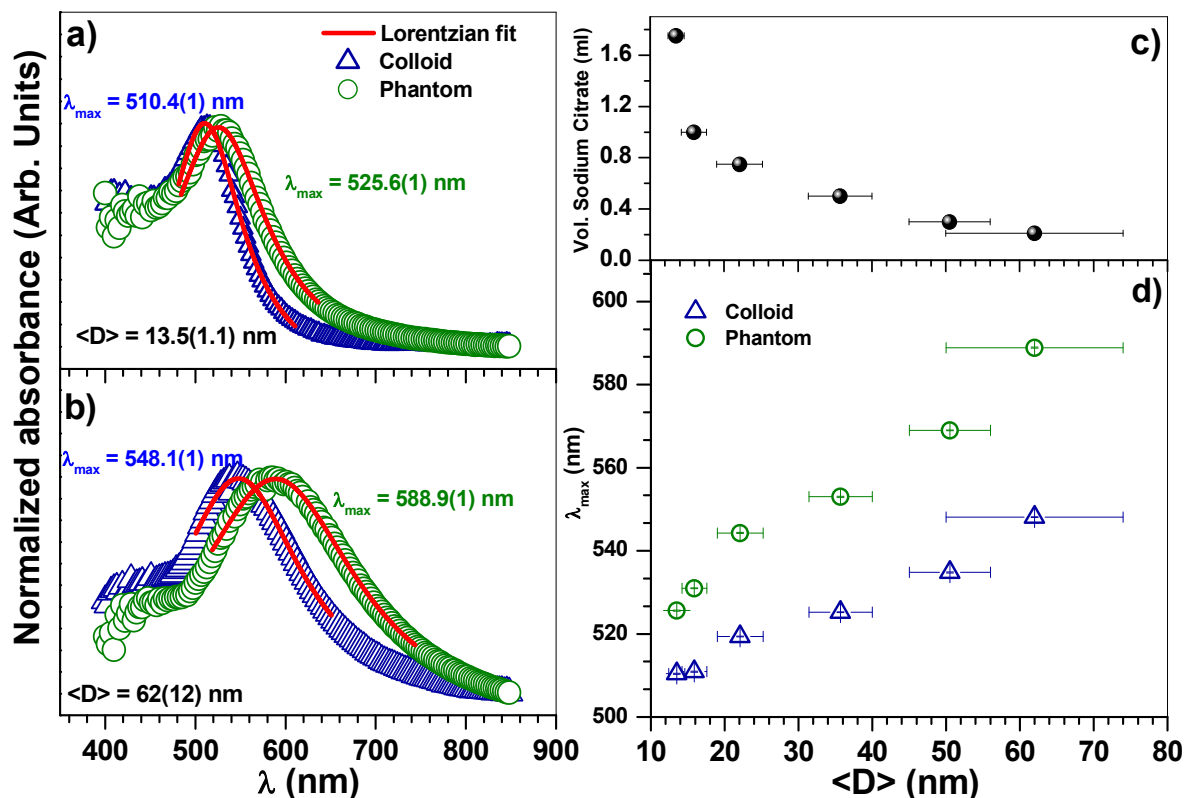 Normalized absorbance (Arb. Units)
a)
Lorentzian fit
Colloid
Phantom
λmax = 510.4(1) nm
λmax = 525.6(1) nm
<D> = 13.5(1.1) nm
b)
λmax = 548.1(1) nm
λmax = 588.9(1) nm
<D> = 62(12) nm
400 500 600 700 800 900
λ (nm)
c)
Vol. Sodium Citrate (ml)
1.6
1.2
0.8
0.4
0.0
d)
Colloid
Phantom
λmax (nm)
600
580
560
540
520
500
10 20 30 40 50 60 70 80
<D> (nm)